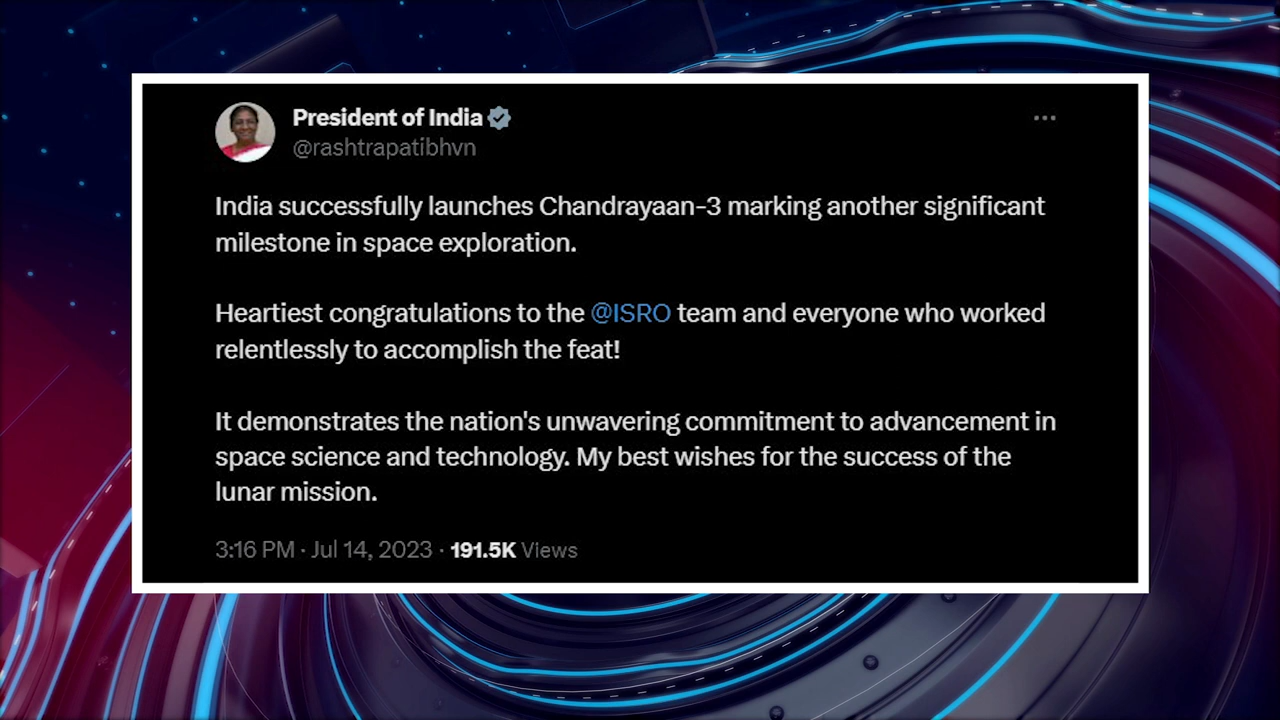 President of India
@rashtrapatibhvn
India successfully launches Chandrayaan-3 marking another significant
milestone in space exploration.
Heartiest congratulations to the @ISRO team and everyone who worked
relentlessly to accomplish the feat!
It demonstrates the nation's unwavering commitment to advancement in
space science and technology. My best wishes for the success of the
lunar mission.
3:16 PM · Jul 14, 2023 · 191.5K Views